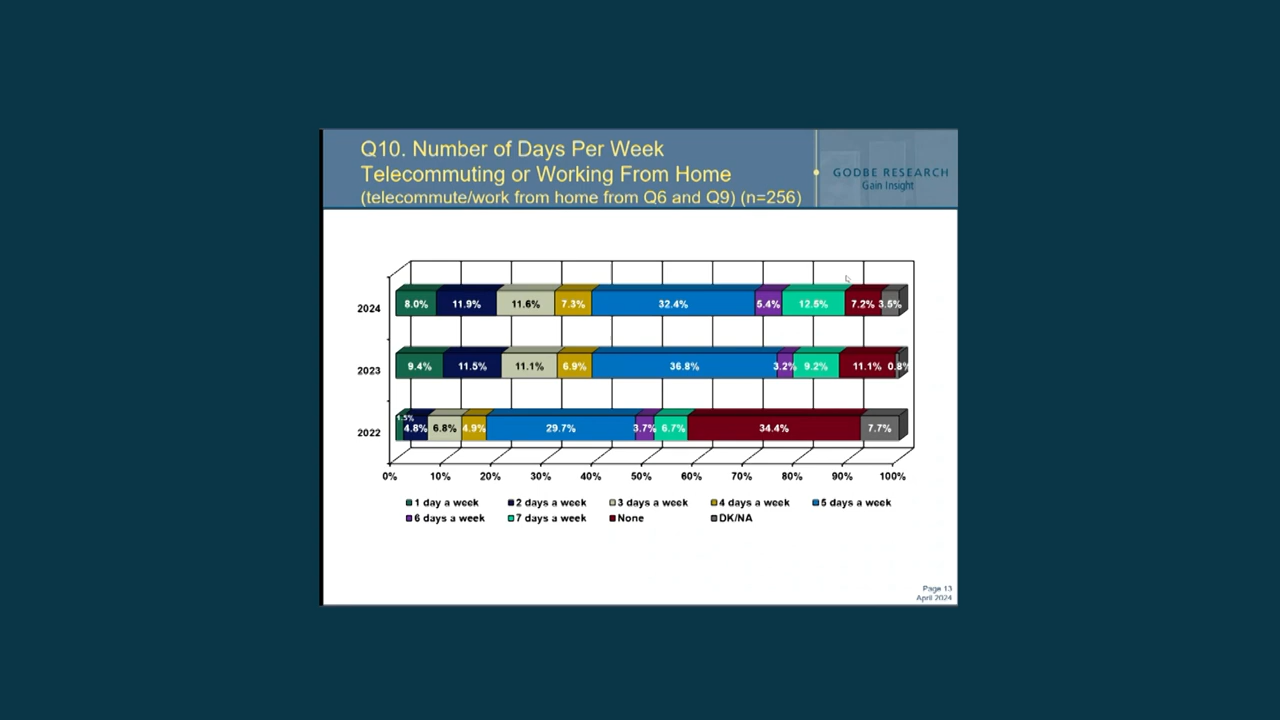 Q10. Number of Days Per Week
Telecommuting or Working From Home
(telecommute/work from home from Q6 and Q9) (n=256)
GODBE RESEARCH
Gain Insight
2024
8.0% 11.9% 11.6% 7.3% 32.4% 5.4% 12.5% 7.2% 3.5%
2023
9.4% 11.5% 11.1% 6.9% 36.8% 3.2% 9.2% 11.1% 0.8%
2022
1.5% 4.8% 6.8% 4.9% 29.7% 3.7% 6.7% 34.4% 7.7%
0% 10% 20% 30% 40% 50% 60% 70% 80% 90% 100%
1 day a week 2 days a week 3 days a week 4 days a week 5 days a week
6 days a week 7 days a week None DK/NA
Page 13
April 2024